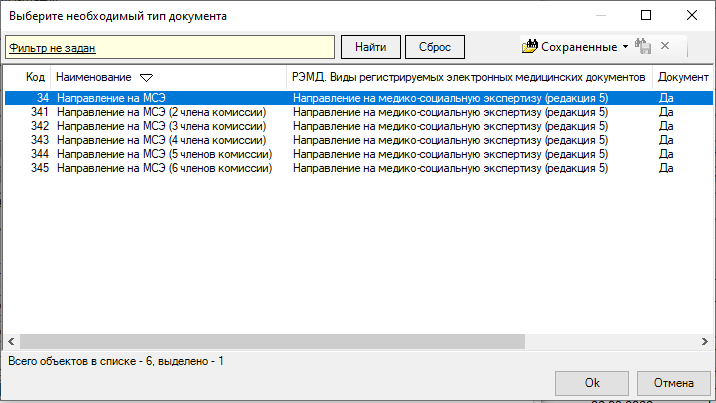 Выберите необходимый тип документа
Фильтр не задан Найти Сброс Сохраненные
Код Наименование РЭМД. Виды регистрируемых электронных медицинских документов Документ
34 Направление на МСЭ Направление на медико-социальную экспертизу (редакция 5) Да
341 Направление на МСЭ (2 члена комиссии) Направление на медико-социальную экспертизу (редакция 5) Да
342 Направление на МСЭ (3 члена комиссии) Направление на медико-социальную экспертизу (редакция 5) Да
343 Направление на МСЭ (4 члена комиссии) Направление на медико-социальную экспертизу (редакция 5) Да
344 Направление на МСЭ (5 членов комиссии) Направление на медико-социальную экспертизу (редакция 5) Да
345 Направление на МСЭ (6 членов комиссии) Направление на медико-социальную экспертизу (редакция 5) Да
Всего объектов в списке - 6, выделено - 1
Ok Отмена